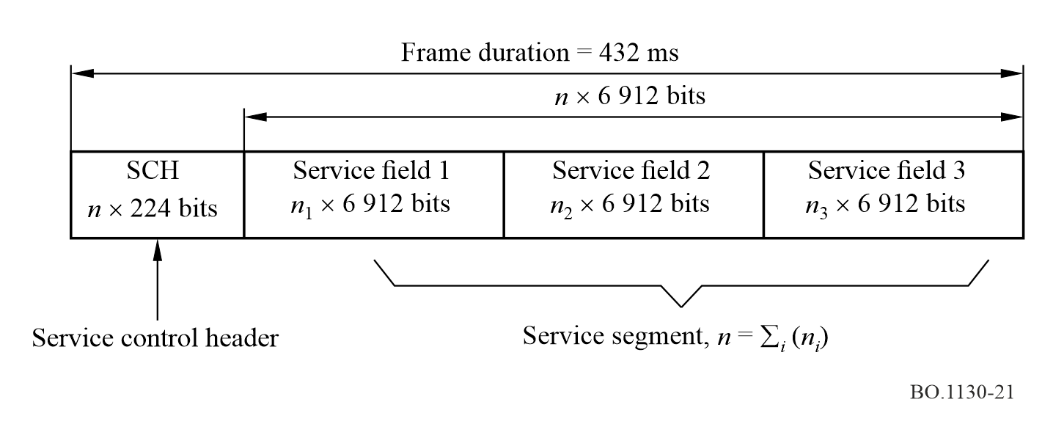 Frame duration = 432 ms
n × 6 912 bits
SCH
n × 224 bits
Service field 1
n₁ × 6 912 bits
Service field 2
n₂ × 6 912 bits
Service field 3
n₃ × 6 912 bits
Service control header
Service segment, n = Σᵢ (nᵢ)
BO.1130-21